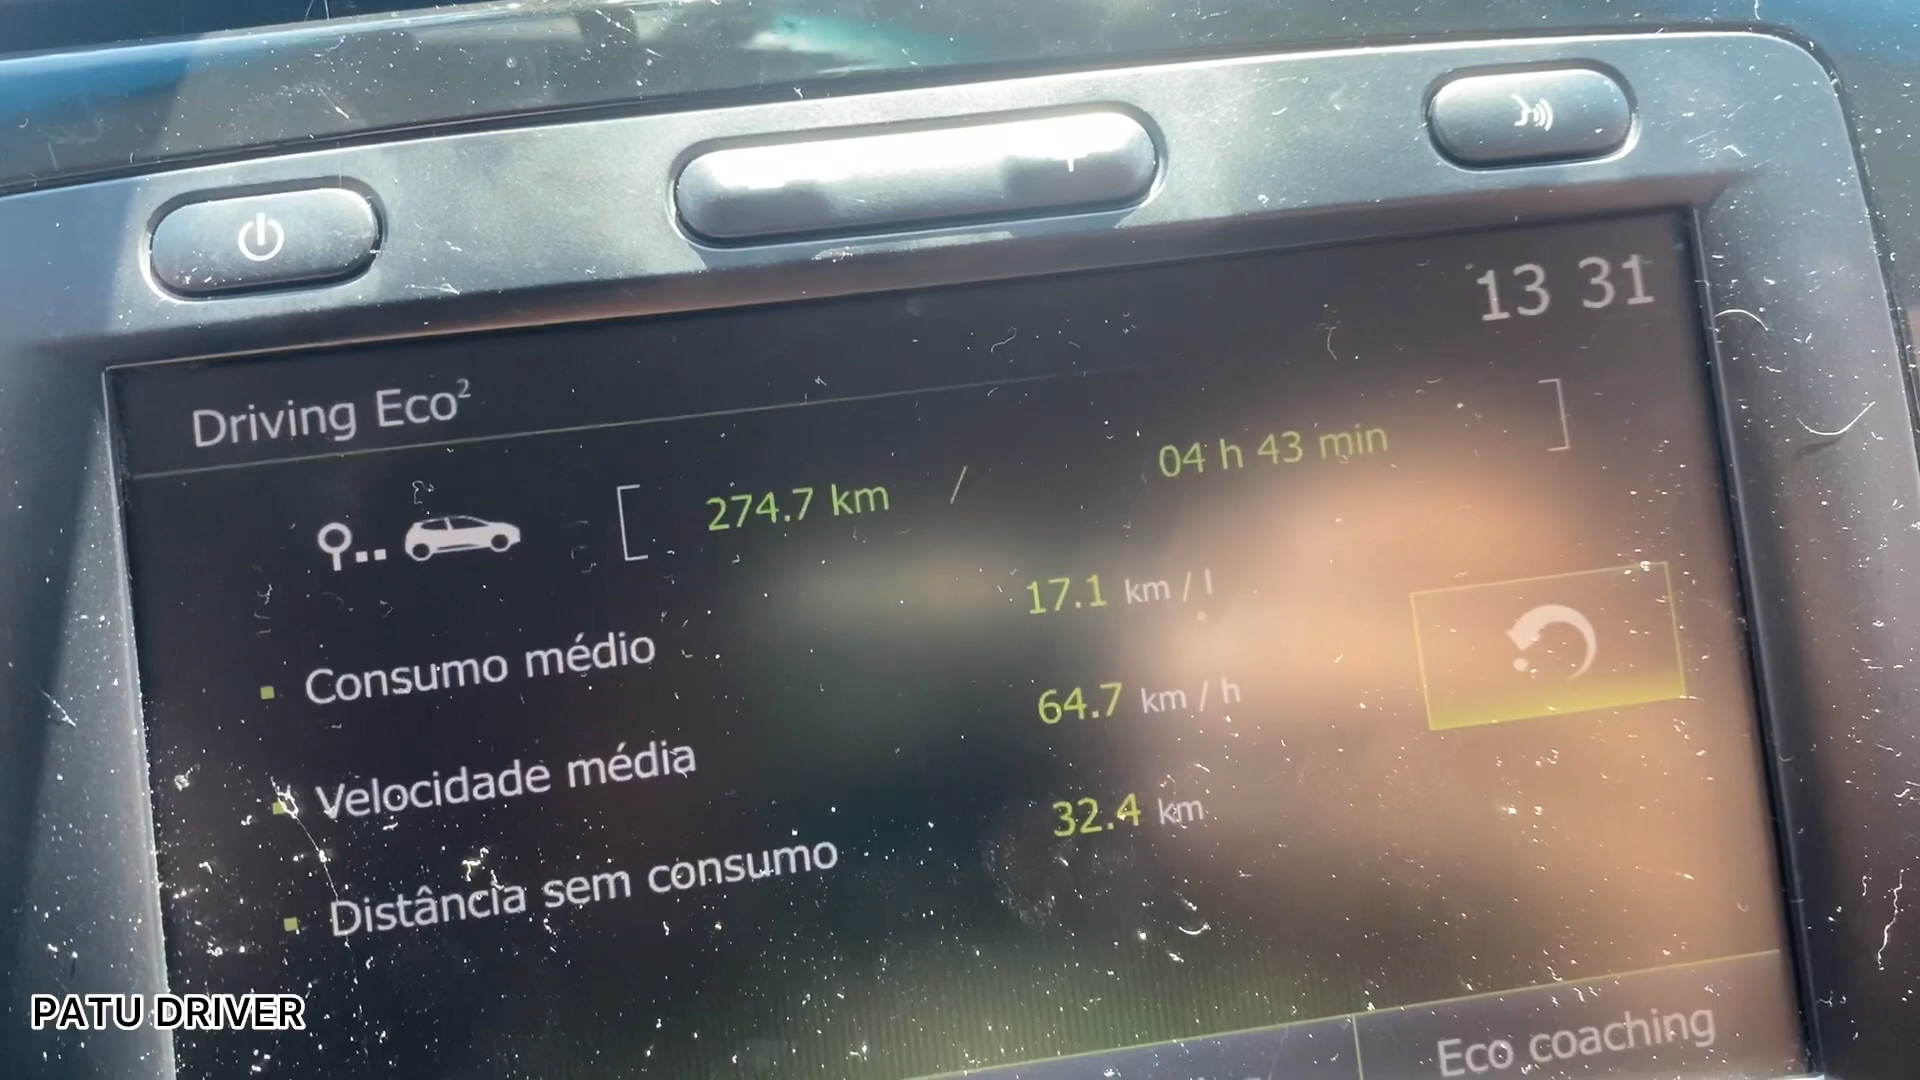 13 31
Driving Eco²
274.7 km / 04 h 43 min
Consumo médio 17.1 km / l
Velocidade média 64.7 km / h
Distância sem consumo 32.4 km
Eco coaching
PATU DRIVER